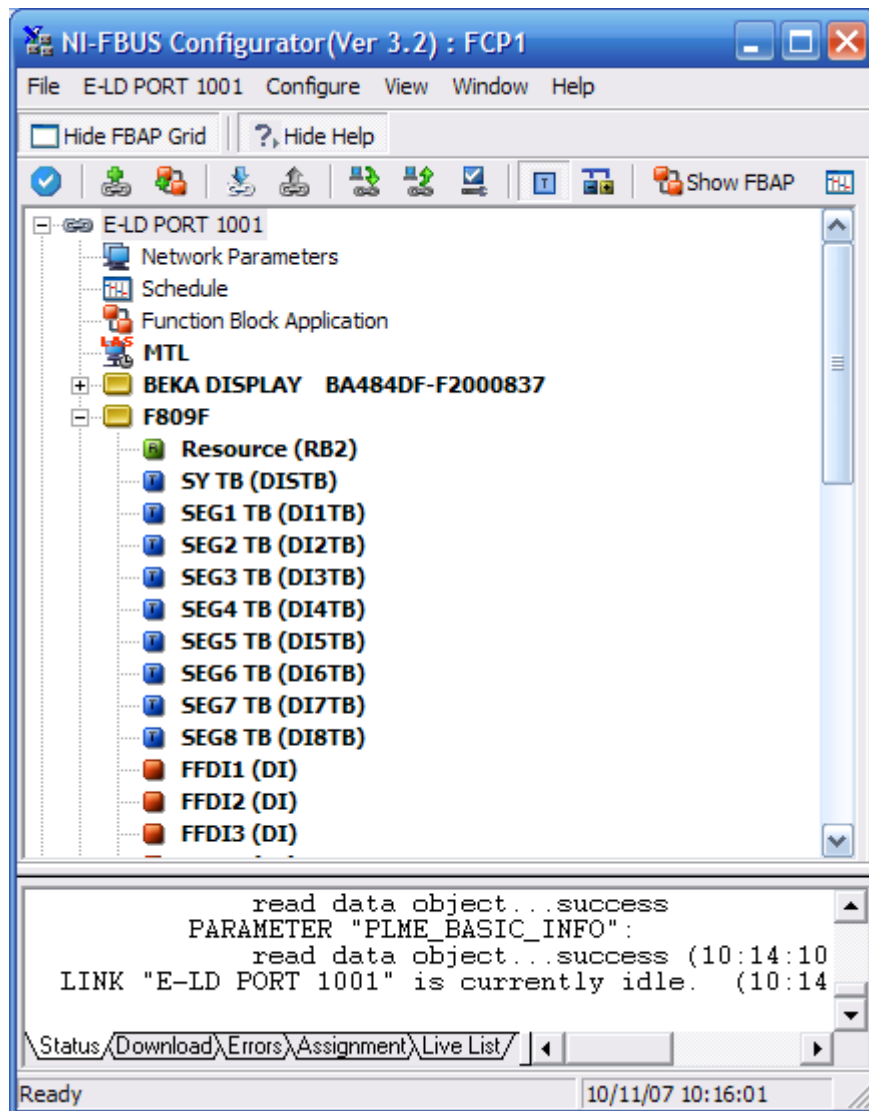 NI-FBUS Configurator(Ver 3.2) : FCP1
File E-LD PORT 1001 Configure View Window Help
Hide FBAP Grid ?, Hide Help
T Show FBAP
E-LD PORT 1001
Network Parameters
Schedule
Function Block Application
LAS MTL
BEKA DISPLAY BA484DF-F2000837
F809F
R Resource (RB2)
T SY TB (DISTB)
T SEG1 TB (DI1TB)
T SEG2 TB (DI2TB)
T SEG3 TB (DI3TB)
T SEG4 TB (DI4TB)
T SEG5 TB (DI5TB)
T SEG6 TB (DI6TB)
T SEG7 TB (DI7TB)
T SEG8 TB (DI8TB)
FFDI1 (DI)
FFDI2 (DI)
FFDI3 (DI)
read data object...success
PARAMETER "PLME_BASIC_INFO":
read data object...success (10:14:10
LINK "E-LD PORT 1001" is currently idle. (10:14
Status Download Errors Assignment Live List
Ready 10/11/07 10:16:01